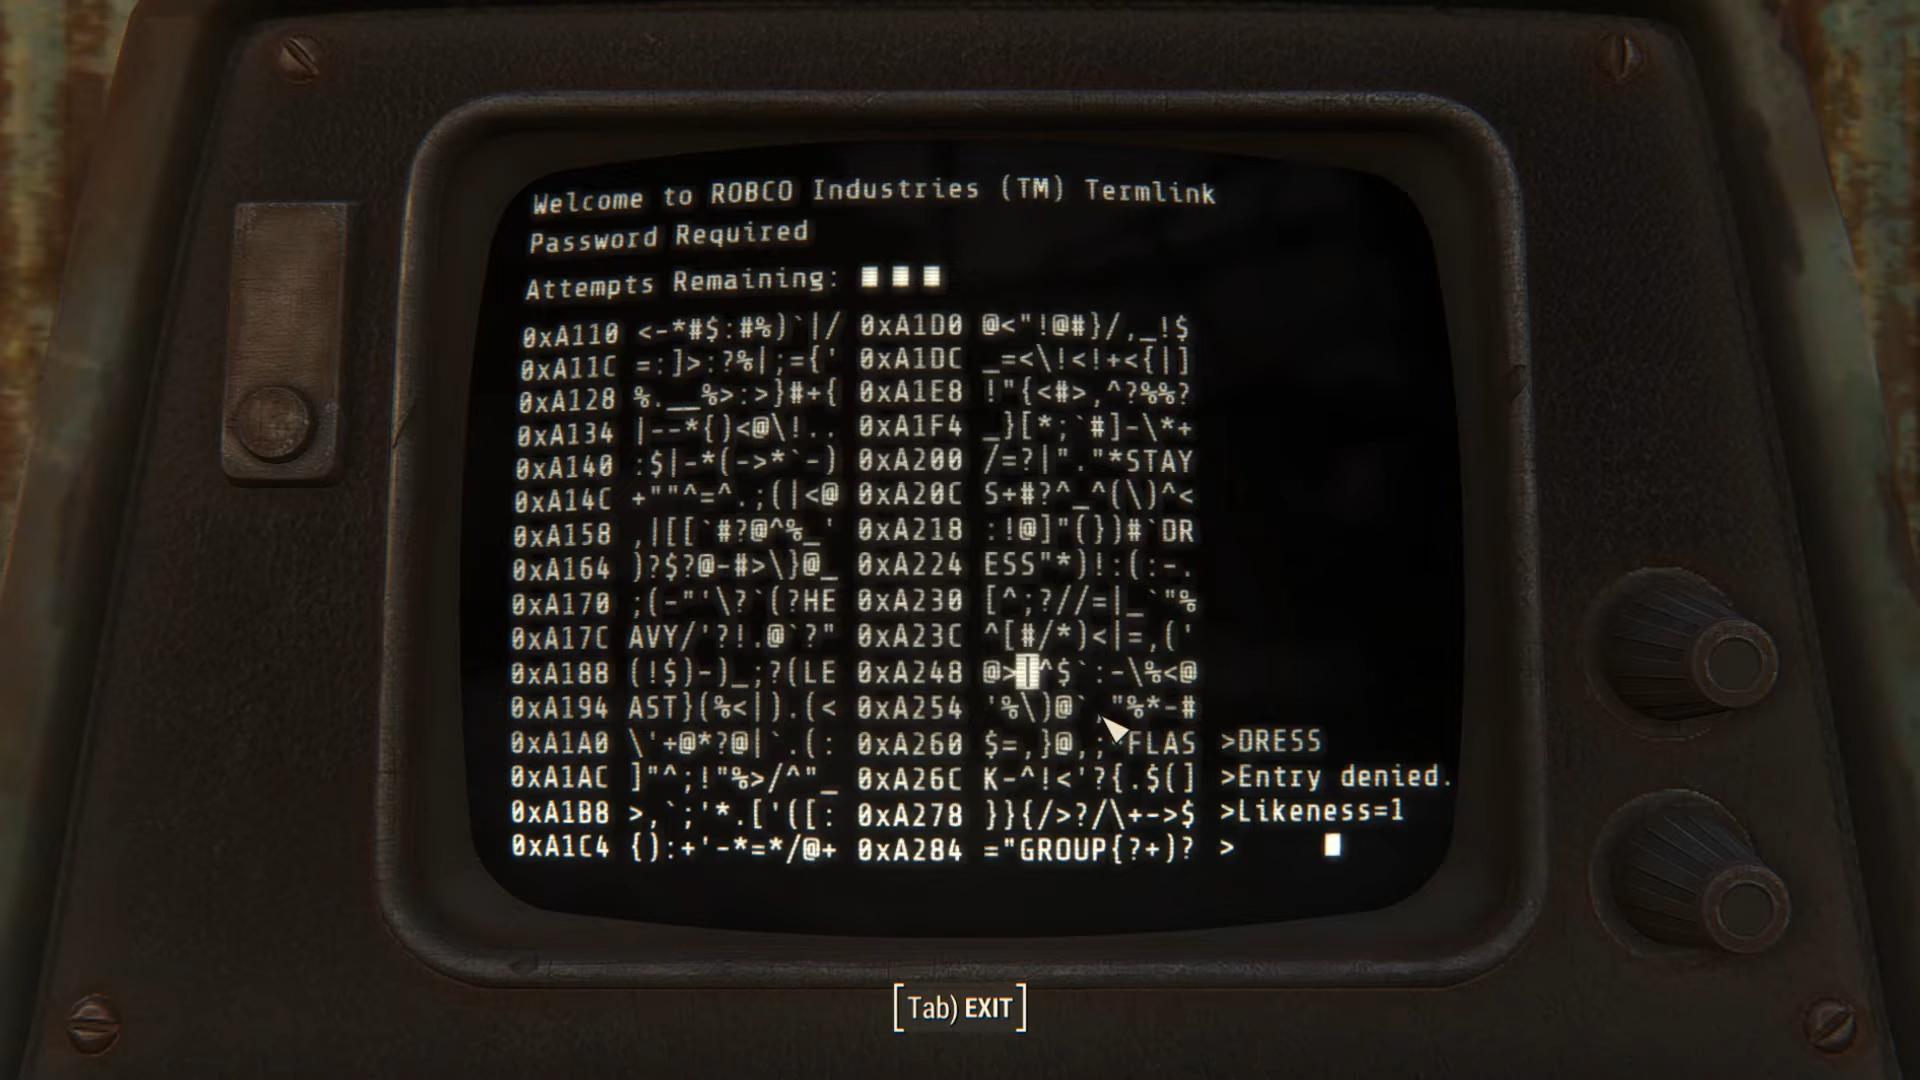 Welcome to ROBCO Industries (TM) Termlink
Password Required
Attempts Remaining: ■ ■ ■
0xA110 <-*#$:#%)`|/ 0xA1D0 @<"!@#}/,_!$
0xA11C =:]>:?%|;={' 0xA1DC _=<\!<!+<{|]
0xA128 %.__%>:>}#+{ 0xA1E8 !"{<#>,^?%%?
0xA134 |--*{)<@\!.. 0xA1F4 _}[*;`#]-\*+
0xA140 :$|-*(->*`-) 0xA200 /=?|"."*STAY
0xA14C +""^=^.;(|<@ 0xA20C S+#?^_^(\)^<
0xA158 ,|[[`#?@^%_' 0xA218 :!@]"(})#`DR
0xA164 )?$?@-#>\}@_ 0xA224 ESS"*)!:(:-.
0xA170 ;(-"'\?`(?HE 0xA230 [^;?//=|_`"%
0xA17C AVY/'?!.@`?" 0xA23C ^[#/*)<|=,('
0xA188 (!$)-)_;?(LE 0xA248 @>|^$`:-\%<@
0xA194 AST}(%<|).(< 0xA254 '%\)@`,"%*-#
0xA1A0 \'+@*?@|`.(: 0xA260 $=,}@,; FLAS >DRESS
0xA1AC ]"^;!"%>/^"_ 0xA26C K-^!<'?{.$(] >Entry denied.
0xA1B8 >,`;'*.['([: 0xA278 }}{/>?/\+->$ >Likeness=1
0xA1C4 {):+'-*=*/@+ 0xA284 ="GROUP{?+)? > ■
[Tab) EXIT]